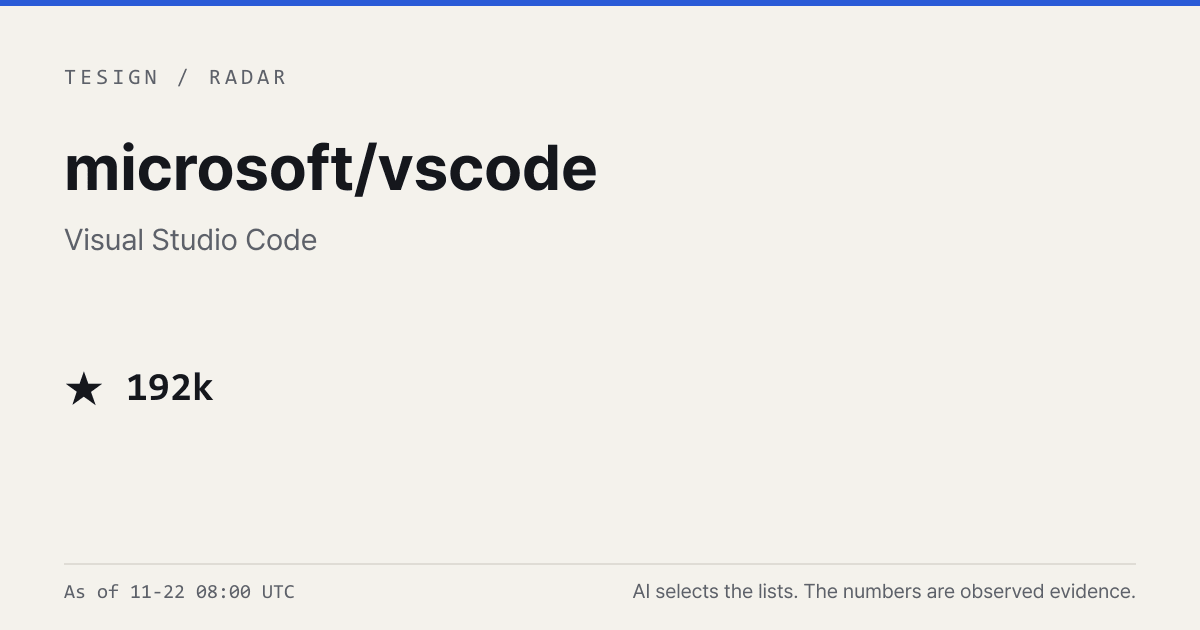 TESIGN / RADAR
microsoft/vscode
Visual Studio Code
★ 192k
As of 11-22 08:00 UTC
AI selects the lists. The numbers are observed evidence.